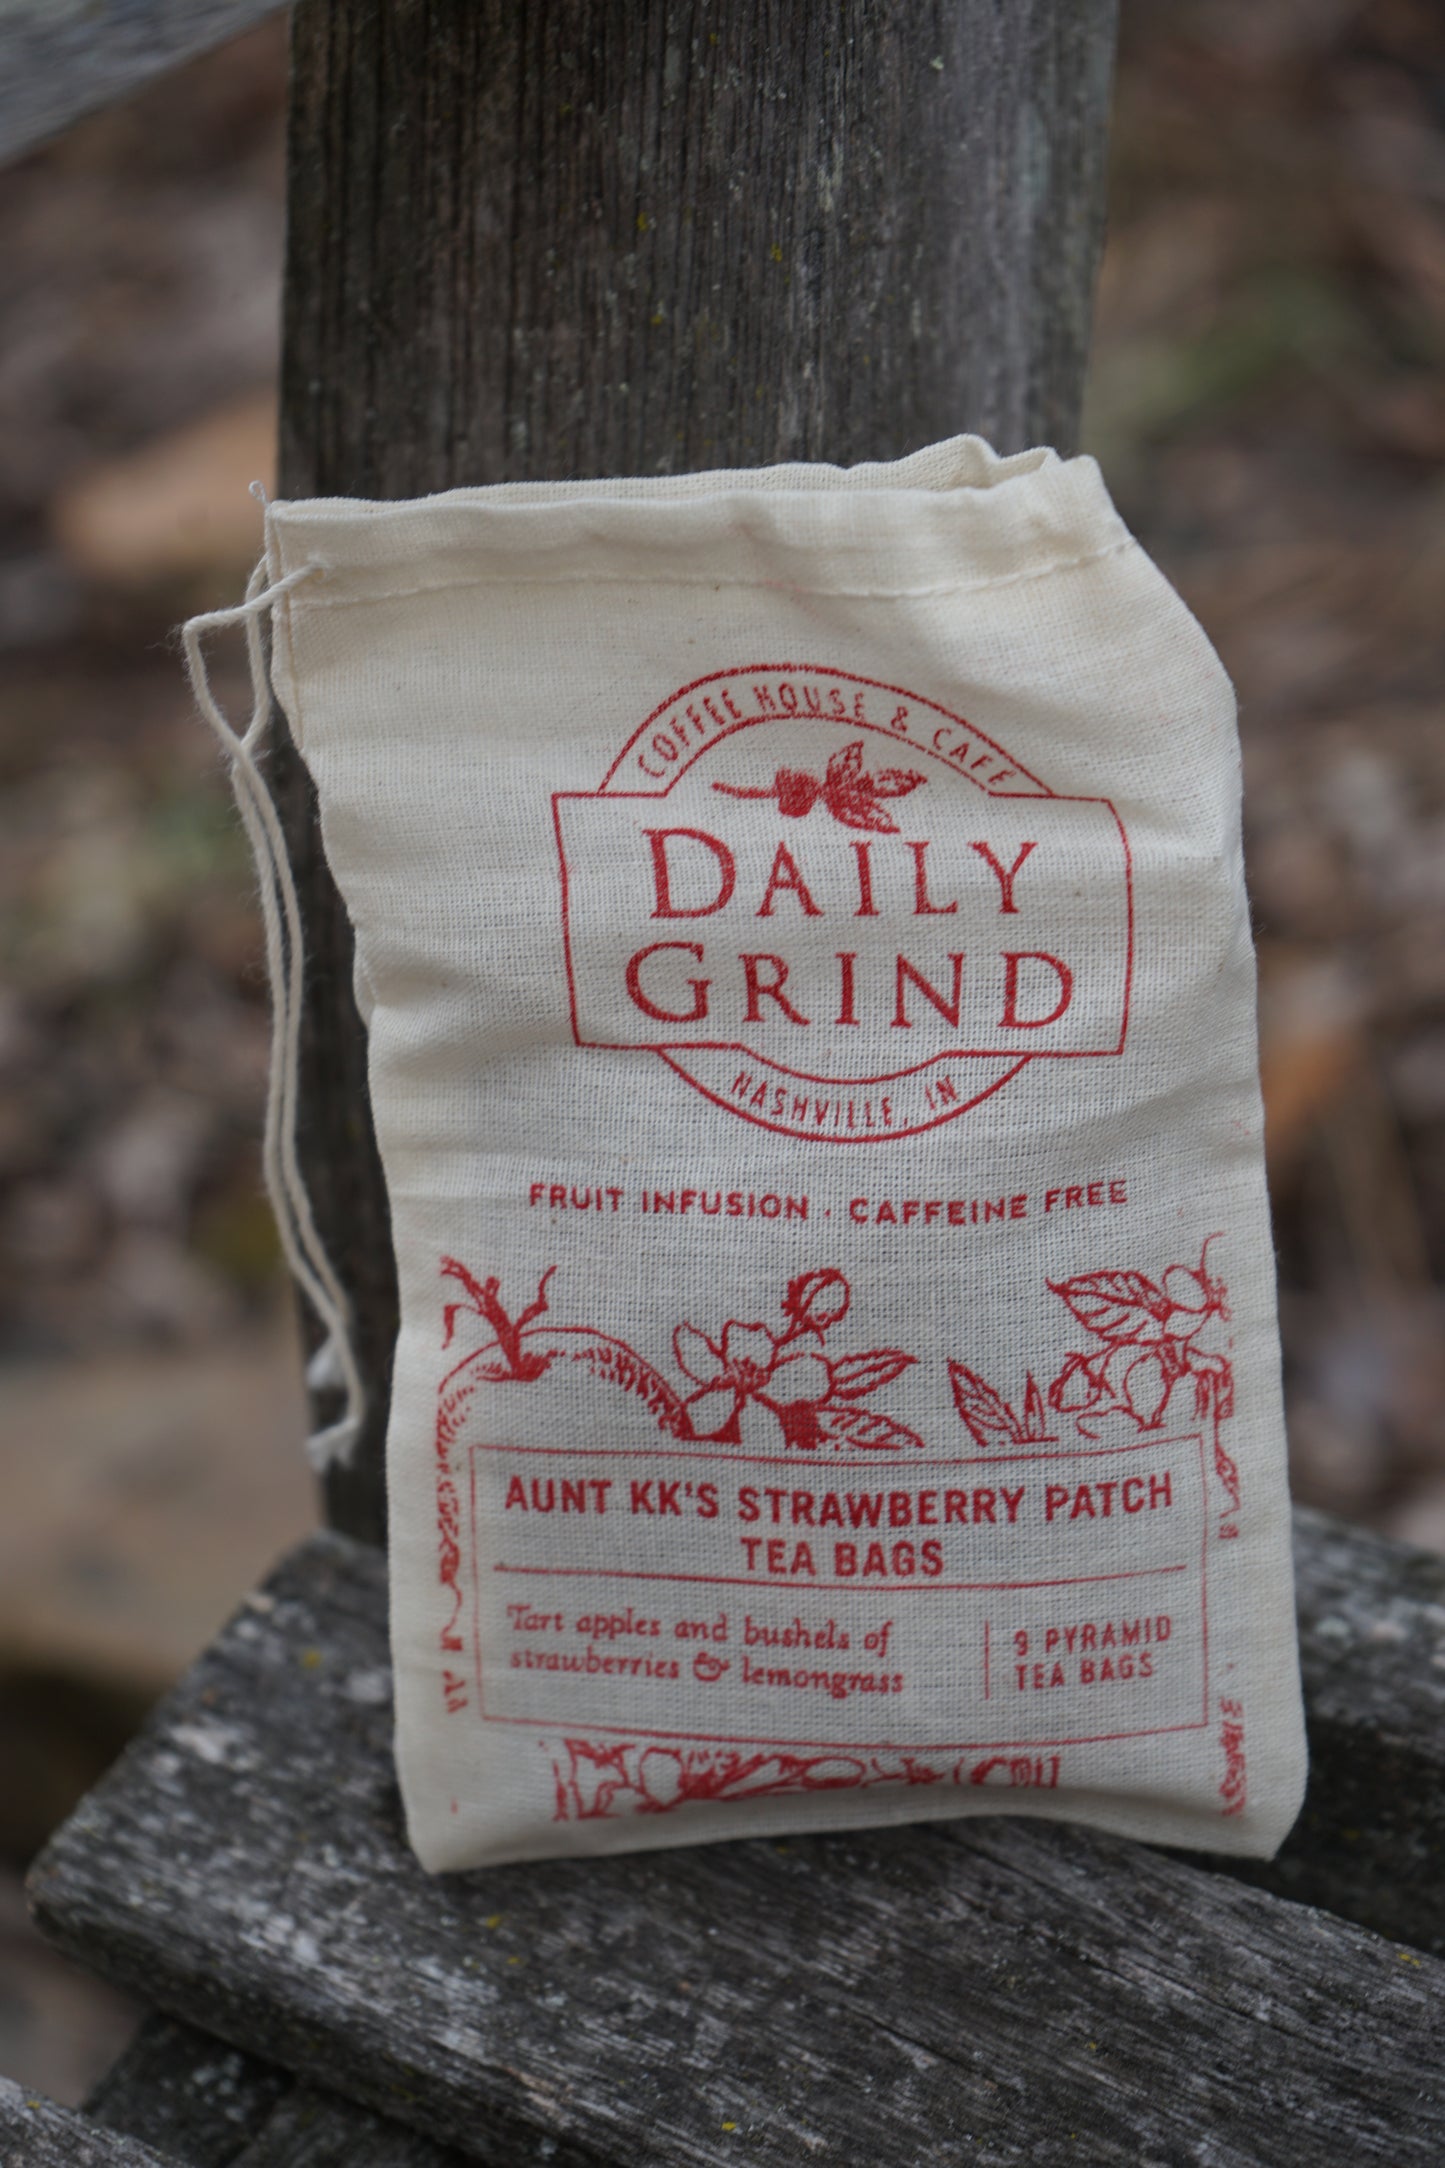 COFFEE HOUSE & CAFÉ
DAILY
GRIND
NASHVILLE, IN
FRUIT INFUSION · CAFFEINE FREE
AUNT KK'S STRAWBERRY PATCH
TEA BAGS
Tart apples and bushels of
strawberries & lemongrass
9 PYRAMID
TEA BAGS